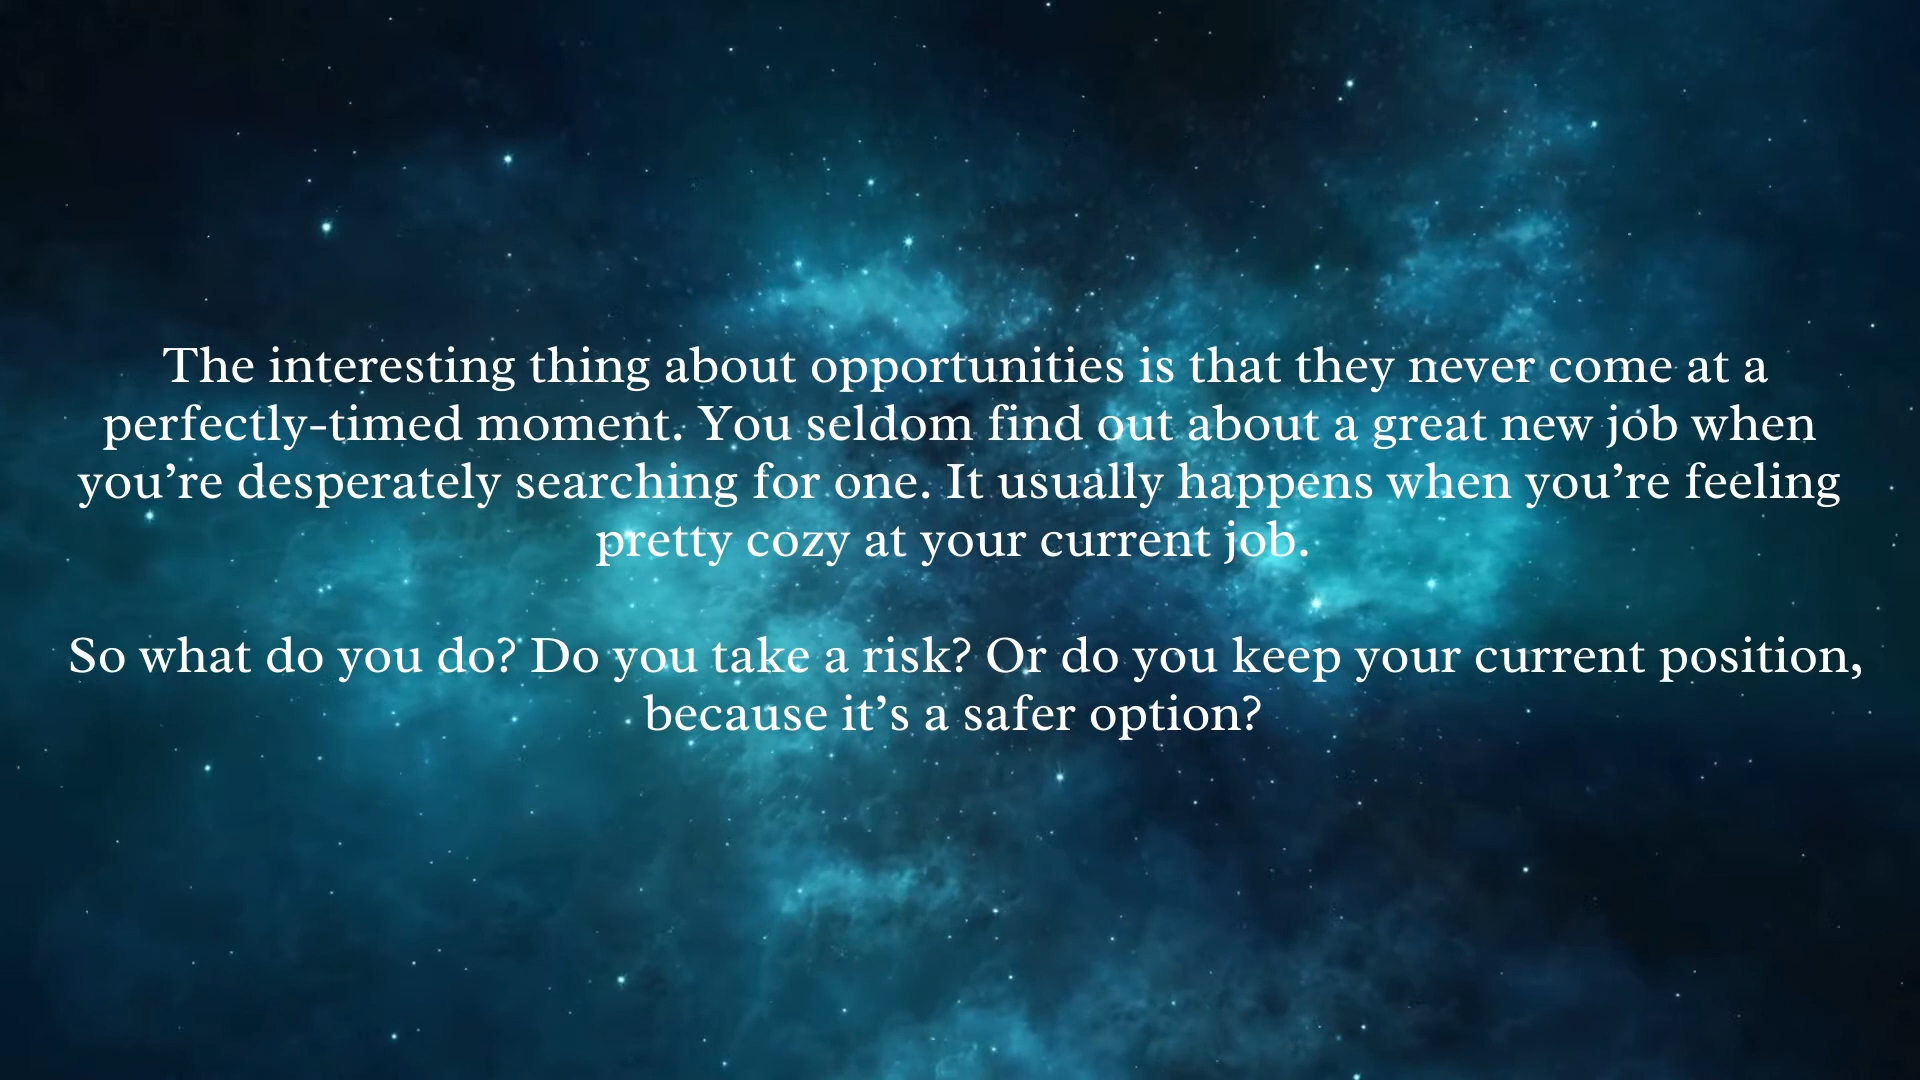 The interesting thing about opportunities is that they never come at a
perfectly-timed moment. You seldom find out about a great new job when
you’re desperately searching for one. It usually happens when you’re feeling
pretty cozy at your current job.
So what do you do? Do you take a risk? Or do you keep your current position,
because it’s a safer option?